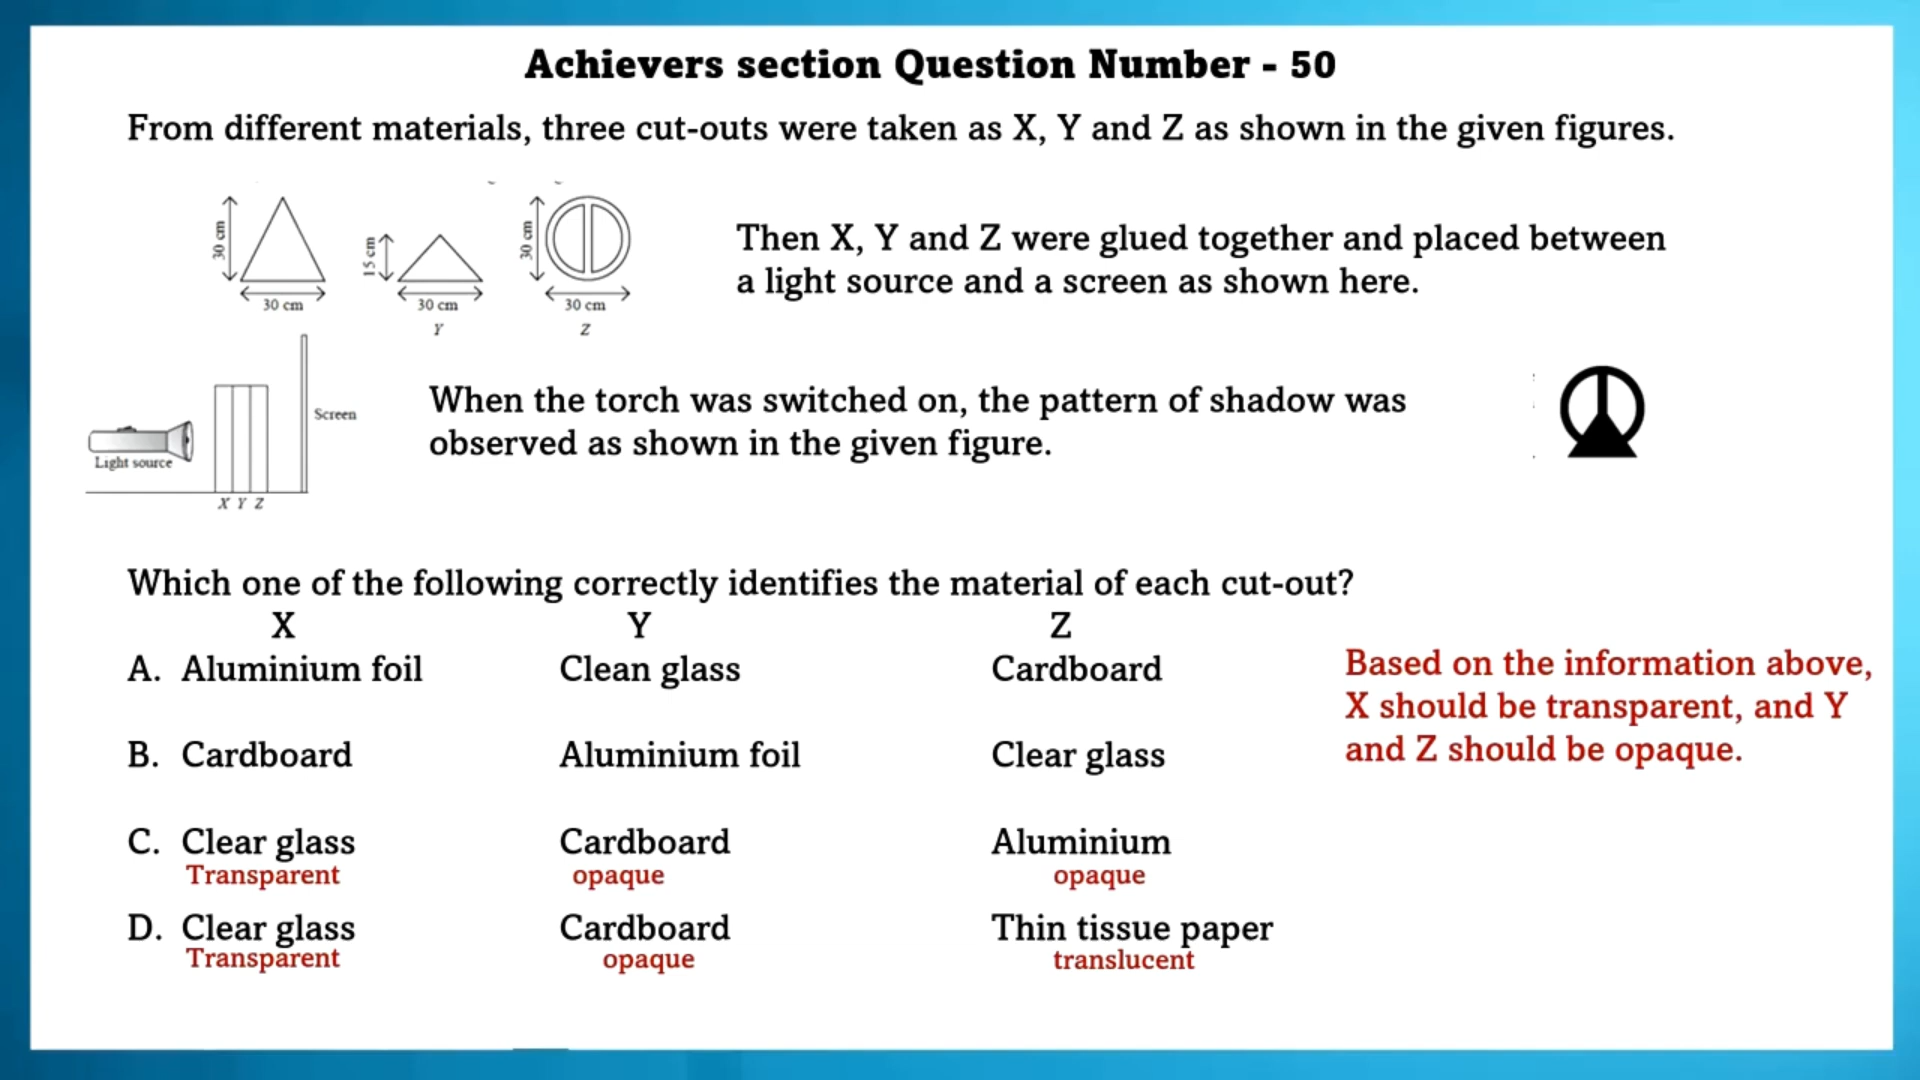 Achievers section Question Number - 50
From different materials, three cut-outs were taken as X, Y and Z as shown in the given figures.
30 cm
30 cm
15 cm
30 cm
Y
30 cm
30 cm
Z
Then X, Y and Z were glued together and placed between
a light source and a screen as shown here.
Light source
X Y Z
Screen
When the torch was switched on, the pattern of shadow was
observed as shown in the given figure.
Which one of the following correctly identifies the material of each cut-out?
X Y Z
A. Aluminium foil Clean glass Cardboard
B. Cardboard Aluminium foil Clear glass
C. Clear glass Cardboard Aluminium
Transparent opaque opaque
D. Clear glass Cardboard Thin tissue paper
Transparent opaque translucent
Based on the information above,
X should be transparent, and Y
and Z should be opaque.